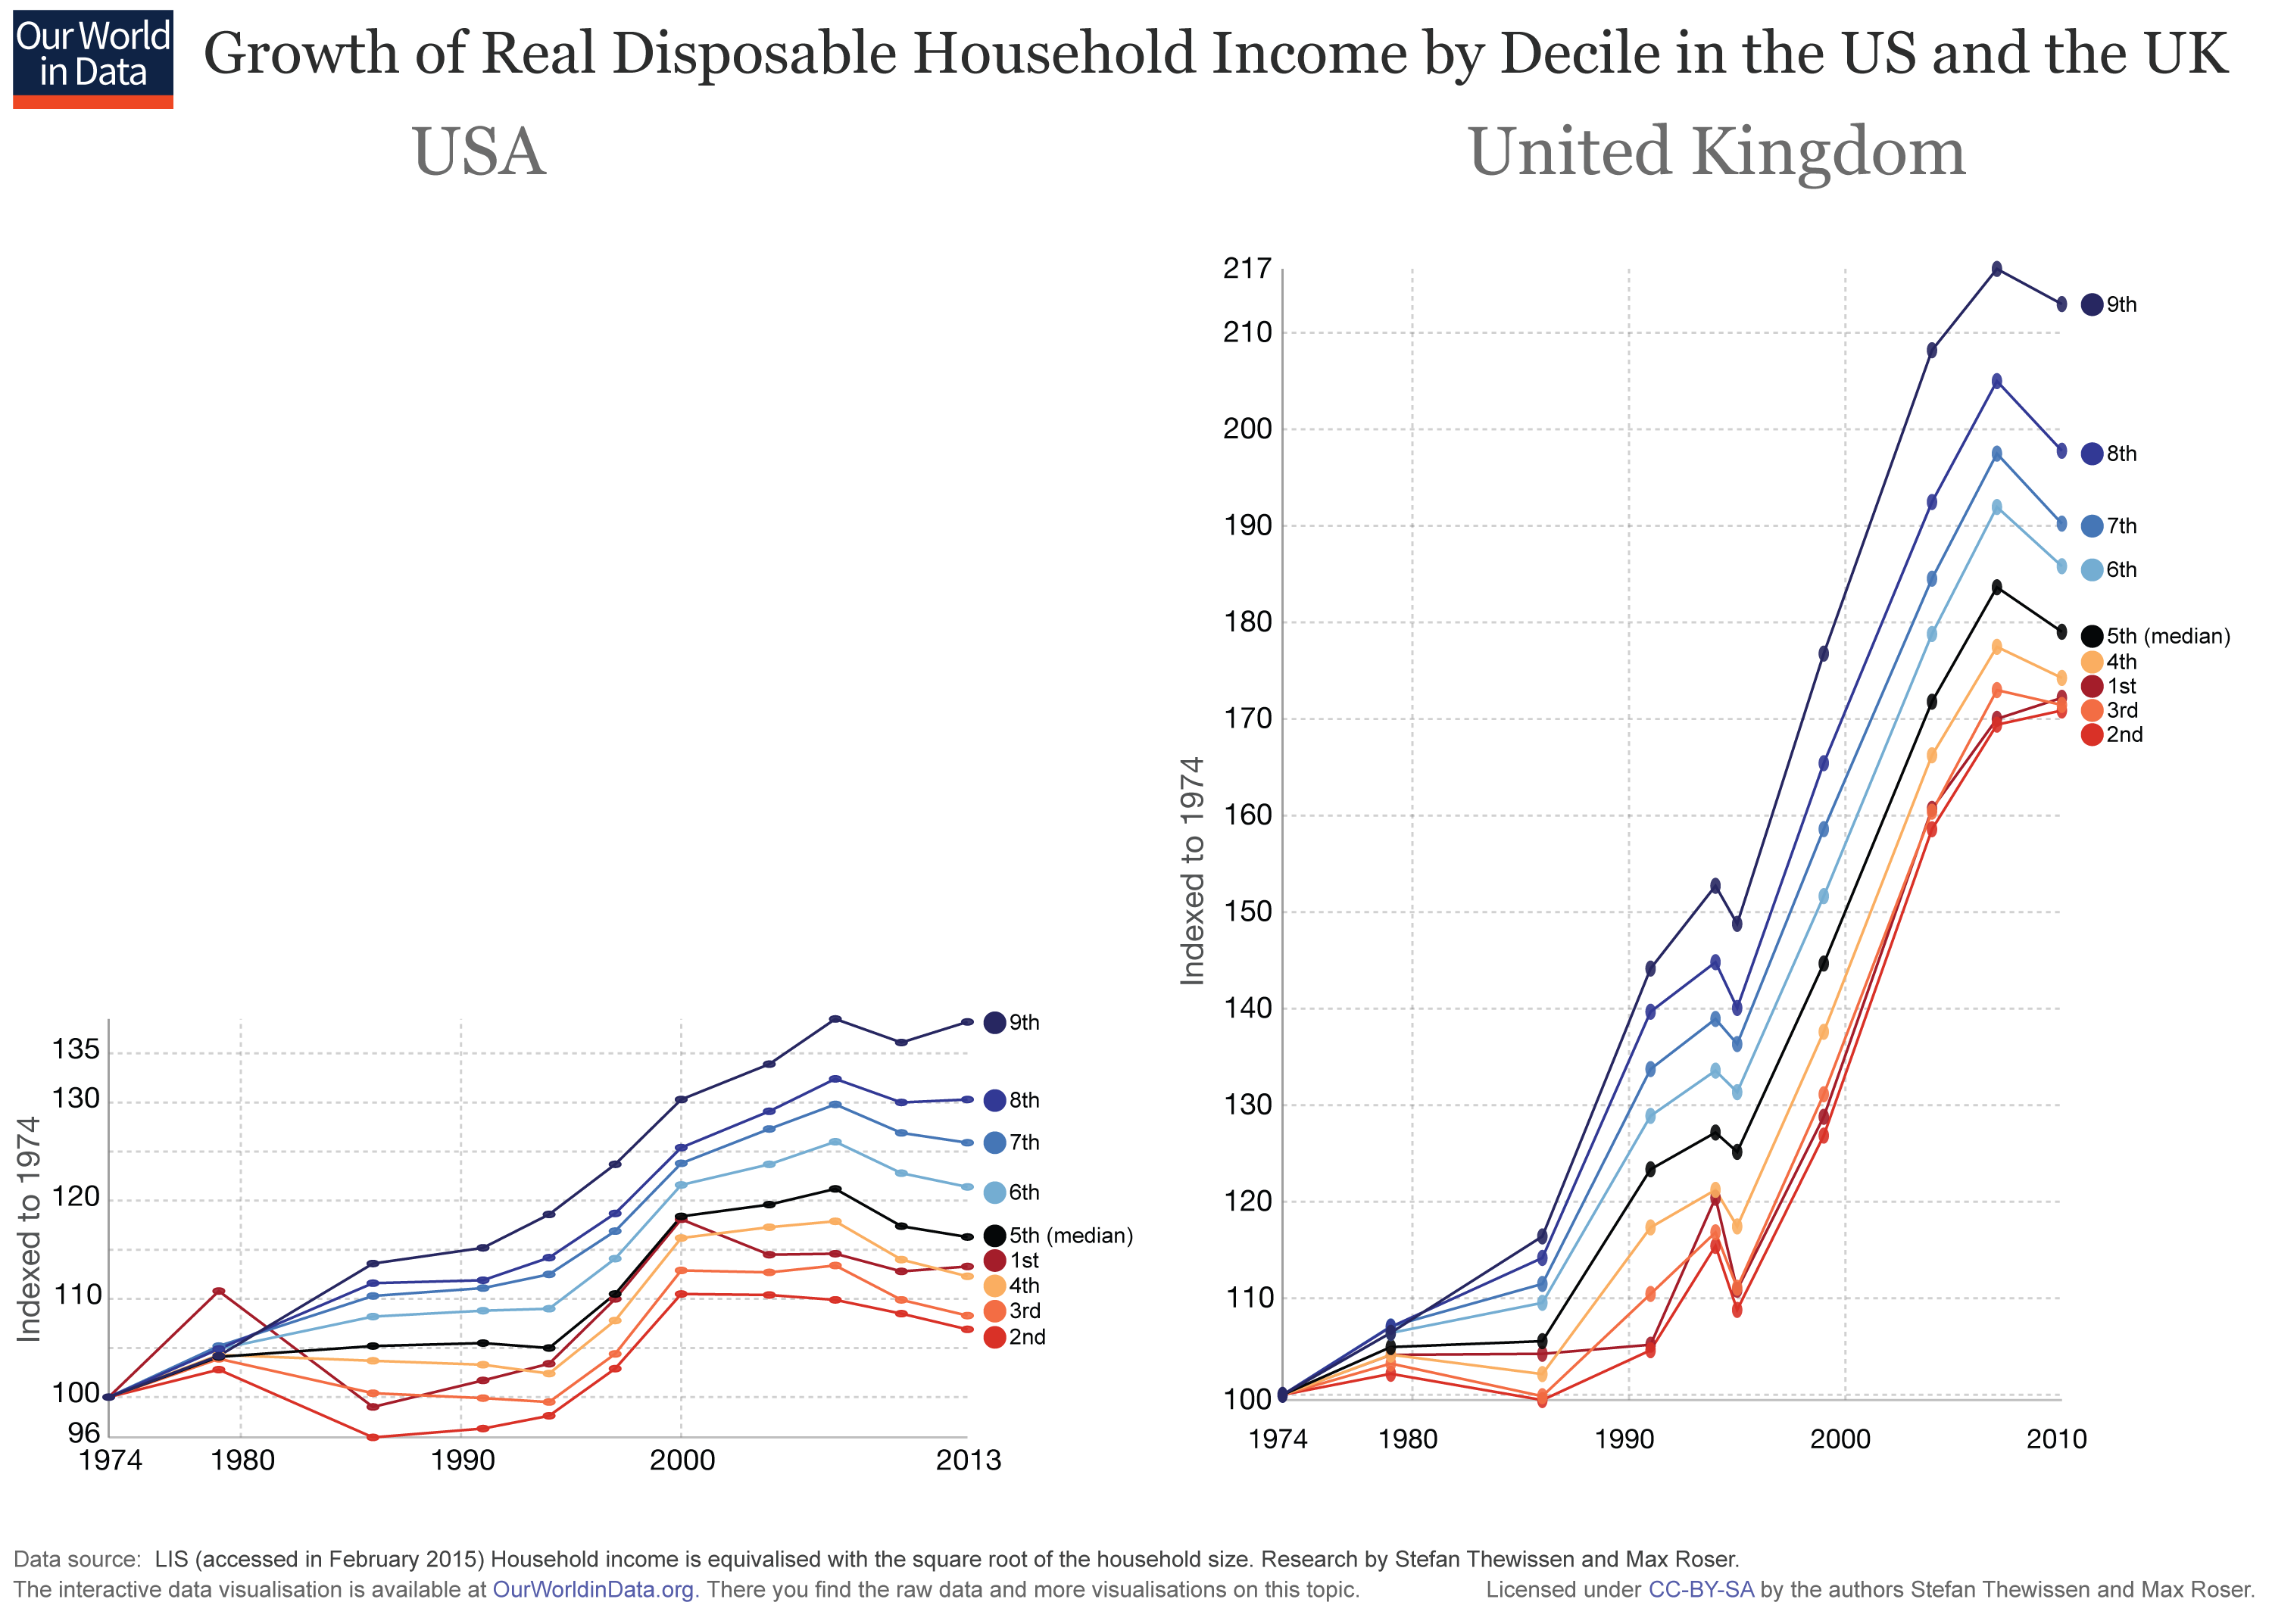 Our World
in Data
Growth of Real Disposable Household Income by Decile in the US and the UK
USA
United Kingdom
Indexed to 1974
135
130
120
110
100
96
1974
1980
1990
2000
2013
9th
8th
7th
6th
5th (median)
1st
4th
3rd
2nd
Indexed to 1974
217
210
200
190
180
170
160
150
140
130
120
110
100
1974
1980
1990
2000
2010
9th
8th
7th
6th
5th (median)
4th
1st
3rd
2nd
Data source: LIS (accessed in February 2015) Household income is equivalised with the square root of the household size. Research by Stefan Thewissen and Max Roser.
The interactive data visualisation is available at OurWorldinData.org. There you find the raw data and more visualisations on this topic.
Licensed under CC-BY-SA by the authors Stefan Thewissen and Max Roser.